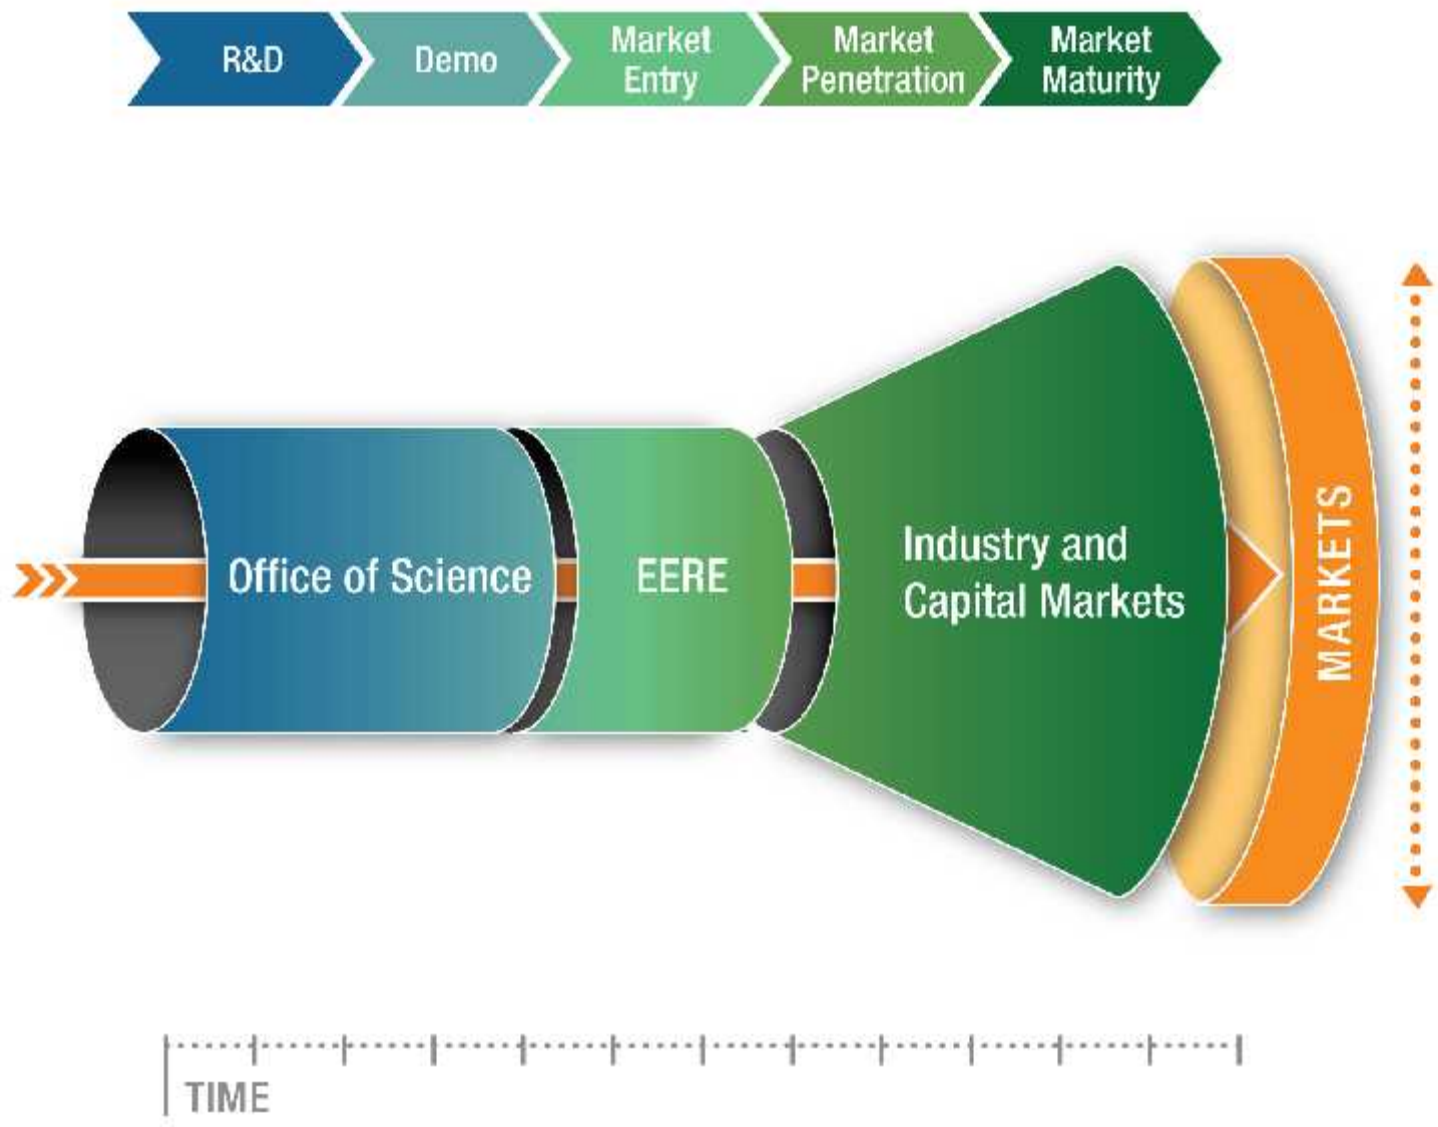 R&D
Demo
Market
Entry
Market
Penetration
Market
Maturity
Office of Science
EERE
Industry and
Capital Markets
MARKETS
TIME